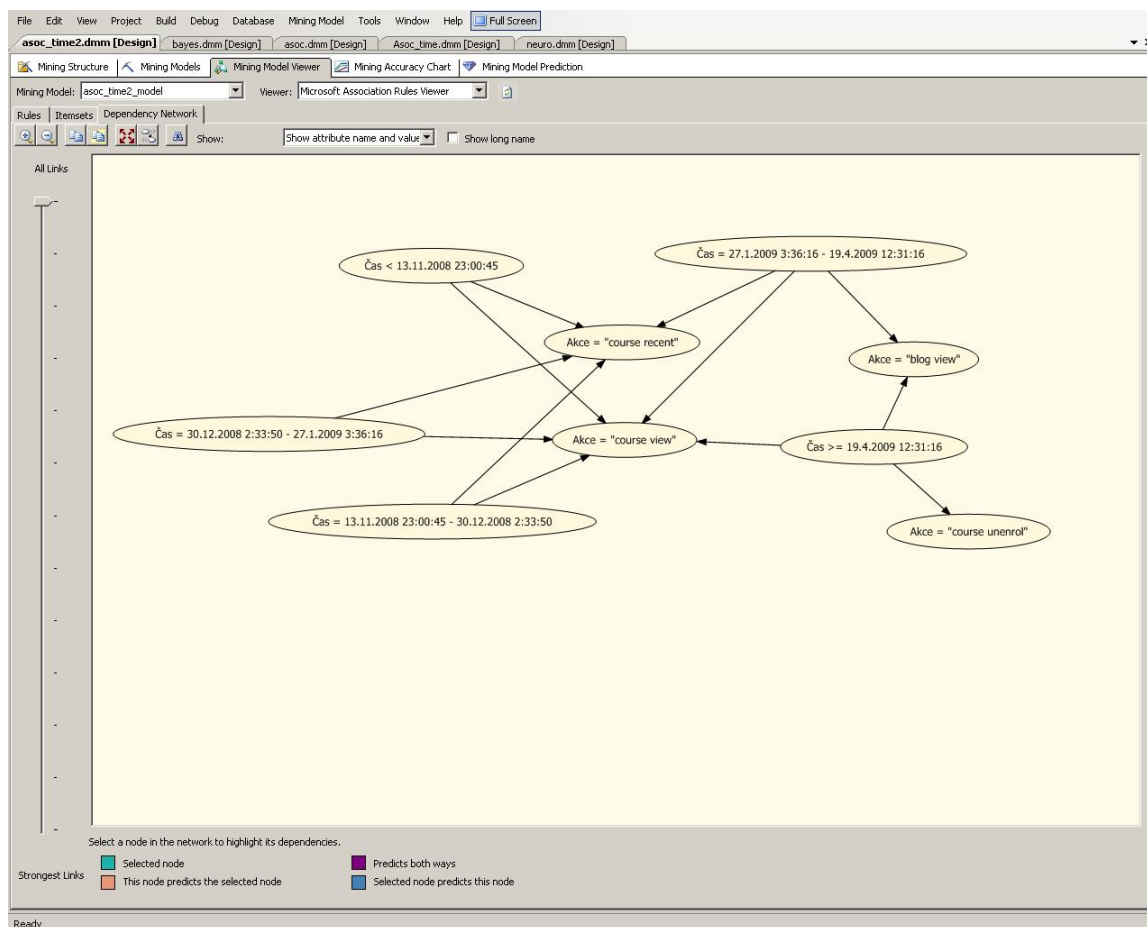 File Edit View Project Build Debug Database Mining Model Tools Window Help Full Screen
asoc_time2.dmm [Design] bayes.dmm [Design] asoc.dmm [Design] Asoc_time.dmm [Design] neuro.dmm [Design]
Mining Structure Mining Models Mining Model Viewer Mining Accuracy Chart Mining Model Prediction
Mining Model: asoc_time2_model Viewer: Microsoft Association Rules Viewer
Rules Itemsets Dependency Network
Show: Show attribute name and value Show long name
All Links
Čas < 13.11.2008 23:00:45
Čas = 27.1.2009 3:36:16 - 19.4.2009 12:31:16
Akce = "course recent"
Akce = "blog view"
Čas = 30.12.2008 2:33:50 - 27.1.2009 3:36:16
Akce = "course view"
Čas >= 19.4.2009 12:31:16
Čas = 13.11.2008 23:00:45 - 30.12.2008 2:33:50
Akce = "course unenrol"
Select a node in the network to highlight its dependencies.
Selected node Predicts both ways
Strongest Links
This node predicts the selected node Selected node predicts this node
Ready